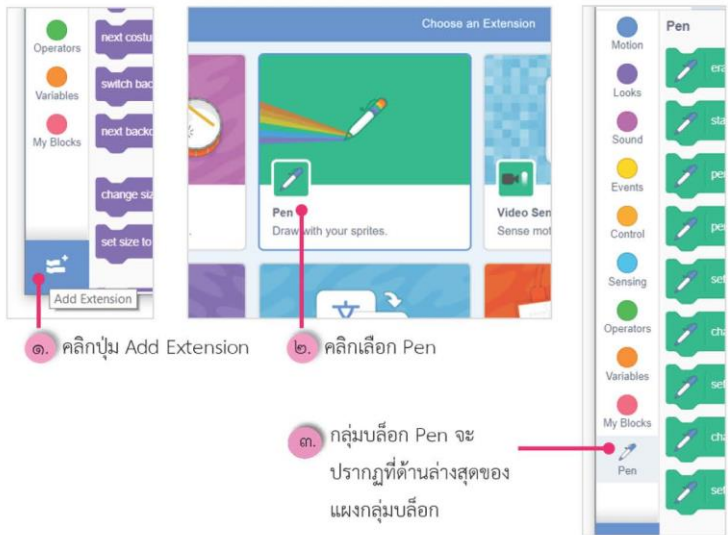 Operators
Variables
My Blocks
next costu
switch bac
next backd
change siz
set size to
Add Extension
Choose an Extension
Pen
Draw with your sprites.
Video Sen
Sense mot
๑. คลิกปุ่ม Add Extension
๒. คลิกเลือก Pen
๓. กลุ่มบล็อก Pen จะ
ปรากฏที่ด้านล่างสุดของ
แผงกลุ่มบล็อก
Motion
Looks
Sound
Events
Control
Sensing
Operators
Variables
My Blocks
Pen
Pen
era
sta
pe
pe
set
cha
set
cha
set